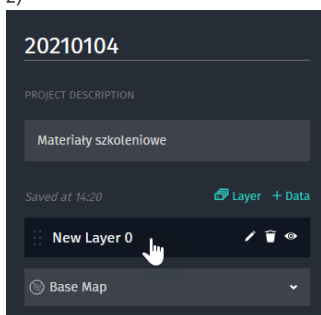 2)
20210104
PROJECT DESCRIPTION
Materiały szkoleniowe
Saved at 14:20 Layer + Data
New Layer 0
Base Map